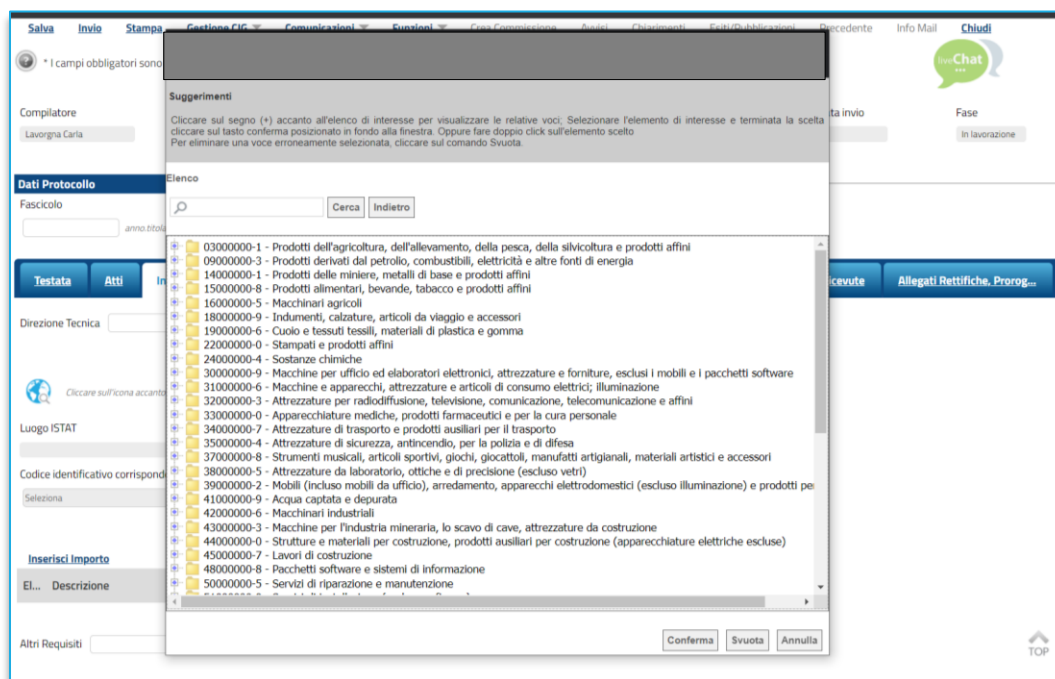 Salva Invio Stampa Gestione CIG Comunicazioni Funzioni Crea Commissione Avvisi Chiarimenti Esiti/Pubblicazioni Precedente Info Mail Chiudi
* I campi obbligatori sono
liveChat
Suggerimenti
Cliccare sul segno (+) accanto all'elenco di interesse per visualizzare le relative voci; Selezionare l'elemento di interesse e terminata la scelta
cliccare sul tasto conferma posizionato in fondo alla finestra. Oppure fare doppio click sull'elemento scelto
Per eliminare una voce erroneamente selezionata, cliccare sul comando Svuota.
Compilatore
ta invio
Fase
Lavorgna Carla
In lavorazione
Elenco
Cerca Indietro
Dati Protocollo
Fascicolo
anno.titola
Testata Atti In
icevute Allegati Rettifiche, Prorog...
Direzione Tecnica
Cliccare sull'icona accanto
Luogo ISTAT
Codice identificativo corrispond
Seleziona
Inserisci Importo
El... Descrizione
Altri Requisiti
03000000-1 - Prodotti dell'agricoltura, dell'allevamento, della pesca, della silvicoltura e prodotti affini
09000000-3 - Prodotti derivati dal petrolio, combustibili, elettricità e altre fonti di energia
14000000-1 - Prodotti delle miniere, metalli di base e prodotti affini
15000000-8 - Prodotti alimentari, bevande, tabacco e prodotti affini
16000000-5 - Macchinari agricoli
18000000-9 - Indumenti, calzature, articoli da viaggio e accessori
19000000-6 - Cuoio e tessuti tessili, materiali di plastica e gomma
22000000-0 - Stampati e prodotti affini
24000000-4 - Sostanze chimiche
30000000-9 - Macchine per ufficio ed elaboratori elettronici, attrezzature e forniture, esclusi i mobili e i pacchetti software
31000000-6 - Macchine e apparecchi, attrezzature e articoli di consumo elettrici; illuminazione
32000000-3 - Attrezzature per radiodiffusione, televisione, comunicazione, telecomunicazione e affini
33000000-0 - Apparecchiature mediche, prodotti farmaceutici e per la cura personale
34000000-7 - Attrezzature di trasporto e prodotti ausiliari per il trasporto
35000000-4 - Attrezzature di sicurezza, antincendio, per la polizia e di difesa
37000000-8 - Strumenti musicali, articoli sportivi, giochi, giocattoli, manufatti artigianali, materiali artistici e accessori
38000000-5 - Attrezzature da laboratorio, ottiche e di precisione (escluso vetri)
39000000-2 - Mobili (incluso mobili da ufficio), arredamento, apparecchi elettrodomestici (escluso illuminazione) e prodotti per
41000000-9 - Acqua captata e depurata
42000000-6 - Macchinari industriali
43000000-3 - Macchine per l'industria mineraria, lo scavo di cave, attrezzature da costruzione
44000000-0 - Strutture e materiali per costruzione, prodotti ausiliari per costruzione (apparecchiature elettriche escluse)
45000000-7 - Lavori di costruzione
48000000-8 - Pacchetti software e sistemi di informazione
50000000-5 - Servizi di riparazione e manutenzione
Conferma Svuota Annulla
TOP